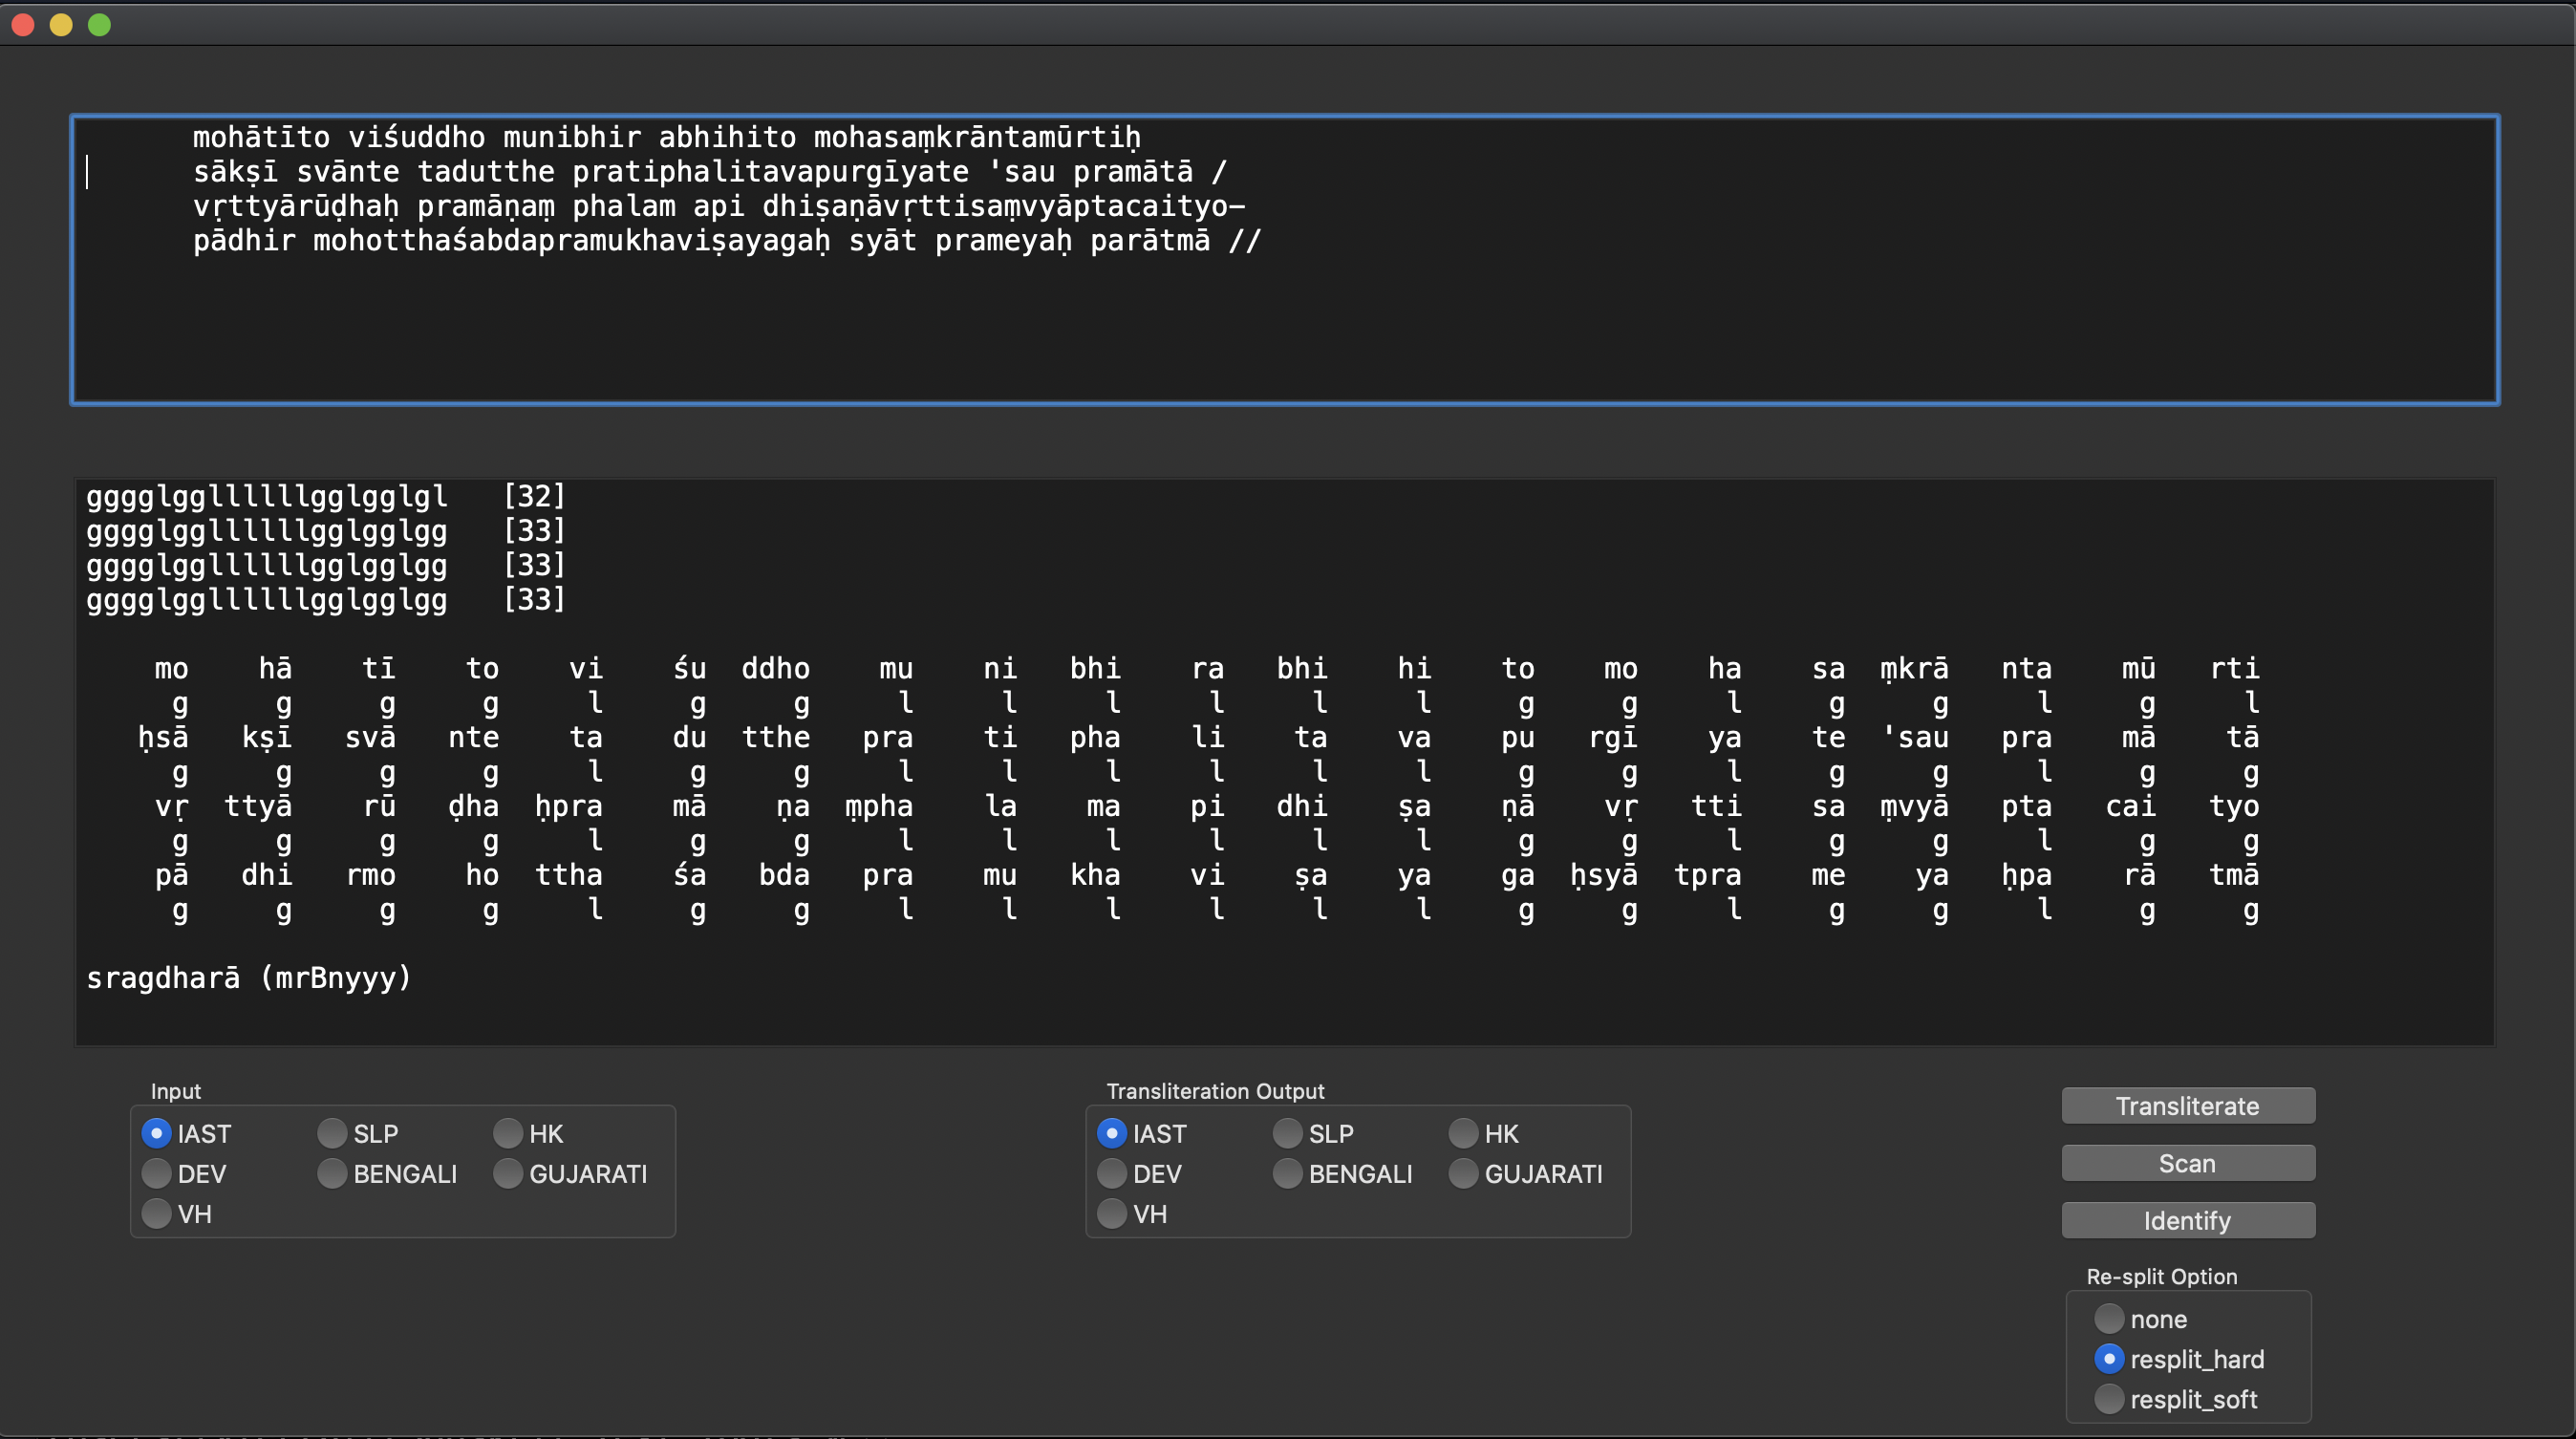 mohātīto viśuddho munibhir abhihito mohasaṃkrāntamūrtiḥ
sākṣī svānte tadutthe pratiphalitavapurgīyate 'sau pramātā /
vṛttyārūḍhaḥ pramāṇaṃ phalam api dhiṣaṇāvṛttisaṃvyāptacaityo-
pādhir mohotthaśabdapramukhaviṣayagaḥ syāt prameyaḥ parātmā //
gggglggllllllgglgglgl [32]
gggglggllllllgglgglgg [33]
gggglggllllllgglgglgg [33]
gggglggllllllgglgglgg [33]
mo hā tī to vi śu ddho mu ni bhi ra bhi hi to mo ha sa ṃkrā nta mū rti
g g g g l g g l l l l l l g g l g g l g l
ḥsā kṣī svā nte ta du tthe pra ti pha li ta va pu rgī ya te 'sau pra mā tā
g g g g l g g l l l l l l g g l g g l g g
vṛ ttyā rū ḍha ḥpra mā ṇa ṃpha la ma pi dhi ṣa ṇā vṛ tti sa ṃvyā pta cai tyo
g g g g l g g l l l l l l g g l g g l g g
pā dhi rmo ho ttha śa bda pra mu kha vi ṣa ya ga ḥsyā tpra me ya ḥpa rā tmā
g g g g l g g l l l l l l g g l g g l g g
sragdharā (mrBnyyy)
Input
IAST SLP HK
DEV BENGALI GUJARATI
VH
Transliteration Output
IAST SLP HK
DEV BENGALI GUJARATI
VH
Transliterate
Scan
Identify
Re-split Option
none
resplit_hard
resplit_soft